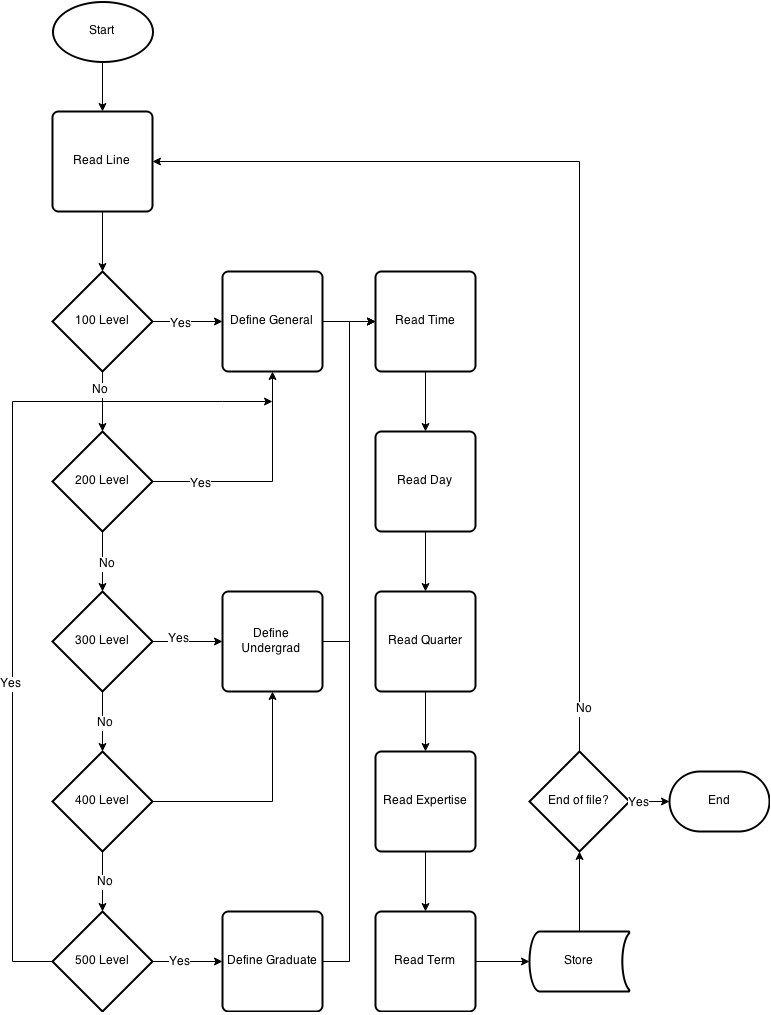 Start
Read Line
100 Level
Yes
Define General
Read Time
No
200 Level
Yes
Read Day
No
300 Level
Yes
Define
Undergrad
Read Quarter
Yes
No
No
400 Level
Read Expertise
End of file?
Yes
End
No
500 Level
Yes
Define Graduate
Read Term
Store